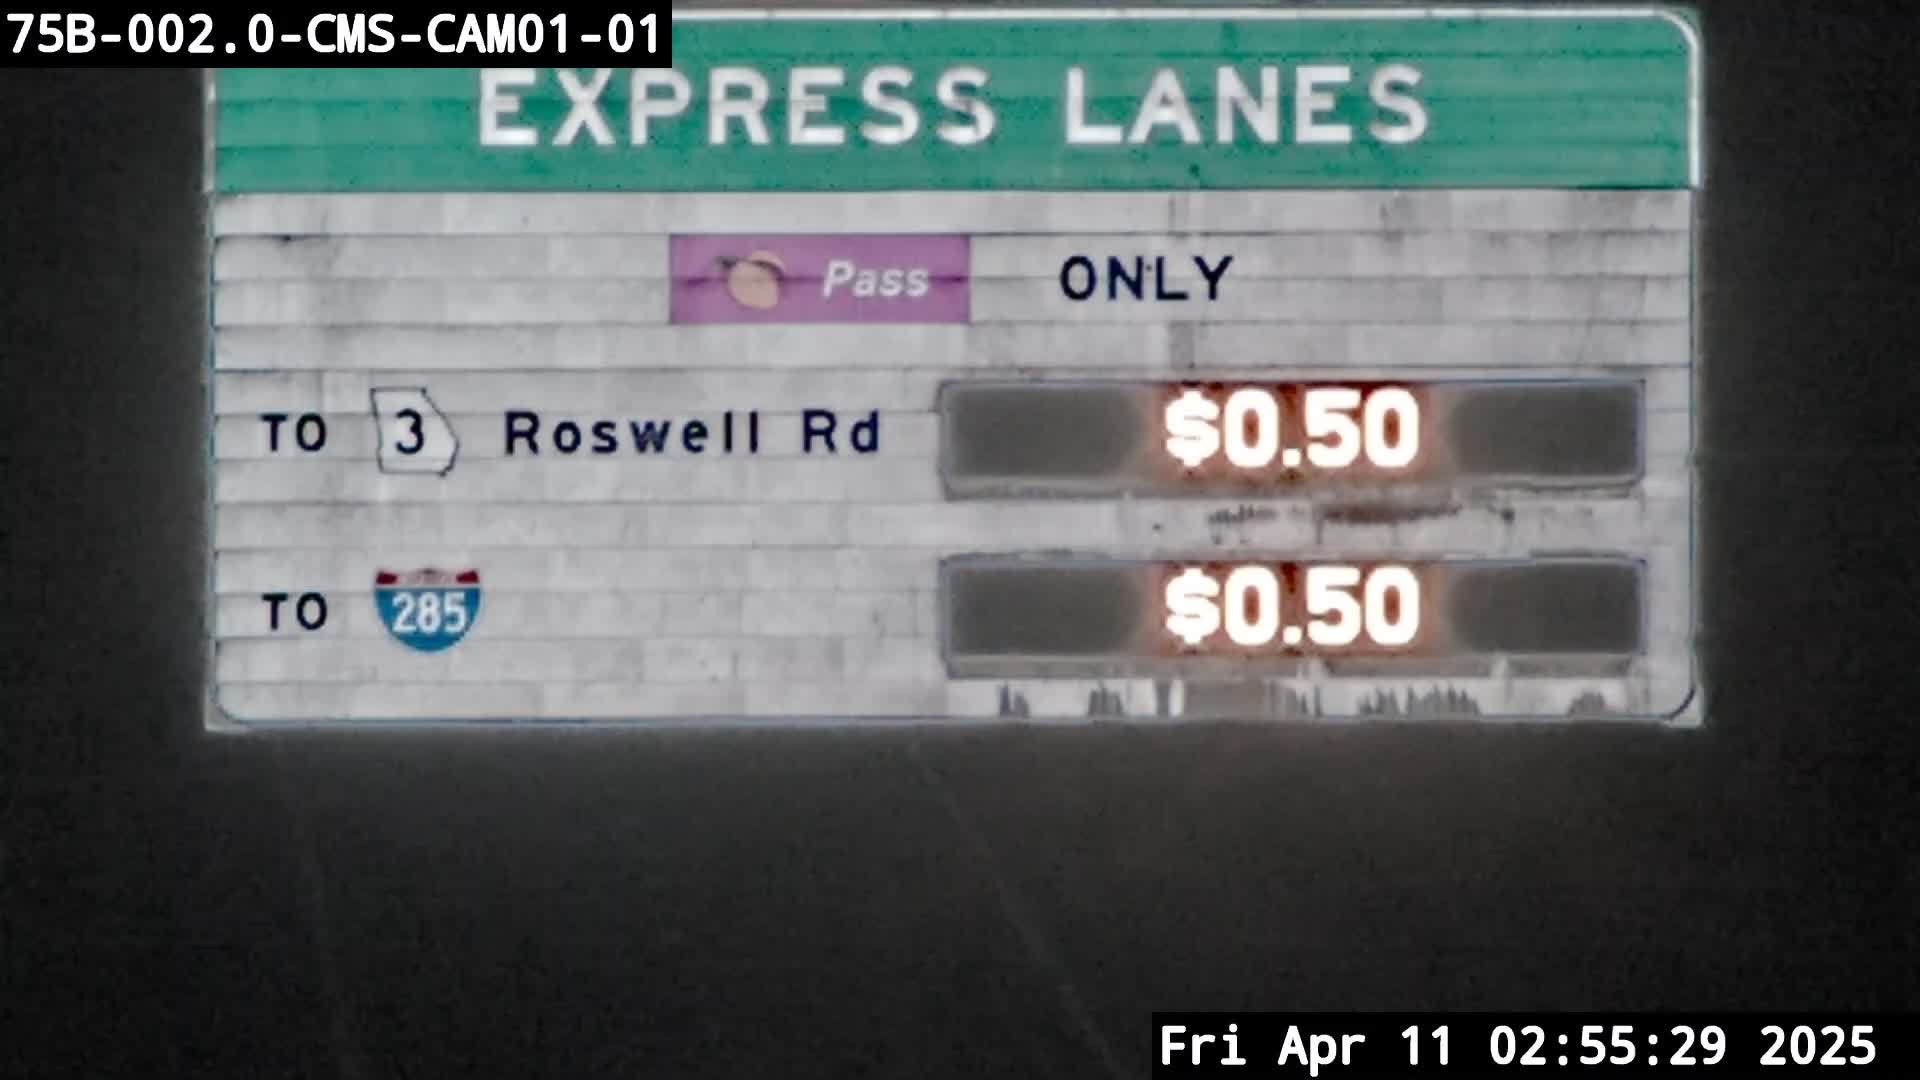 75B-002.0-CMS-CAM01-01
EXPRESS LANES
Pass ONLY
TO 3 Roswell Rd $0.50
TO 285 $0.50
Fri Apr 11 02:55:29 2025